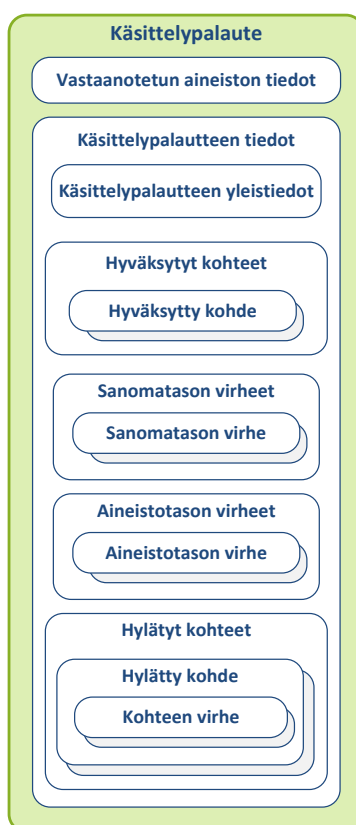 Käsittelypalaute
Vastaanotetun aineiston tiedot
Käsittelypalautteen tiedot
Käsittelypalautteen yleistiedot
Hyväksytyt kohteet
Hyväksytty kohde
Sanomatason virheet
Sanomatason virhe
Aineistotason virheet
Aineistotason virhe
Hylätyt kohteet
Hylätty kohde
Kohteen virhe